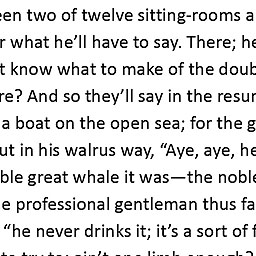 een two of twelve sitting-rooms a
what he'll have to say. There; he
know what to make of the doub
re? And so they'll say in the resur
a boat on the open sea; for the g
ut in his walrus way, “Aye, aye, he
ble great whale it was—the noble
e professional gentleman thus fa
“he never drinks it; it's a sort of f